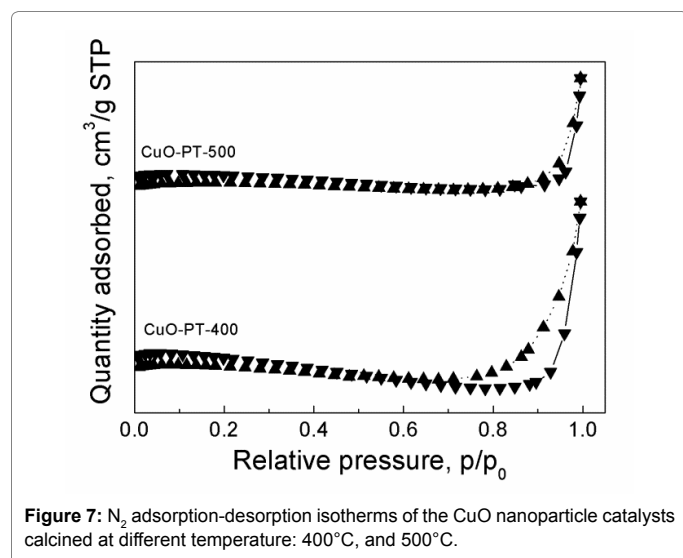 Quantity adsorbed, cm³/g STP
CuO-PT-500
CuO-PT-400
0.0 0.2 0.4 0.6 0.8 1.0
Relative pressure, p/p₀
Figure 7: N₂ adsorption-desorption isotherms of the CuO nanoparticle catalysts
calcined at different temperature: 400°C, and 500°C.